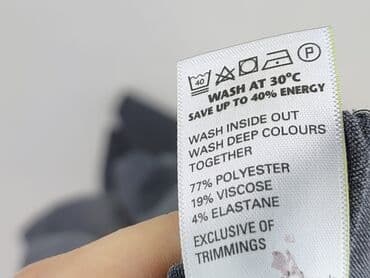 40 P
WASH AT 30°C
SAVE UP TO 40% ENERGY
WASH INSIDE OUT
WASH DEEP COLOURS
TOGETHER
77% POLYESTER
19% VISCOSE
4% ELASTANE
EXCLUSIVE OF
TRIMMINGS